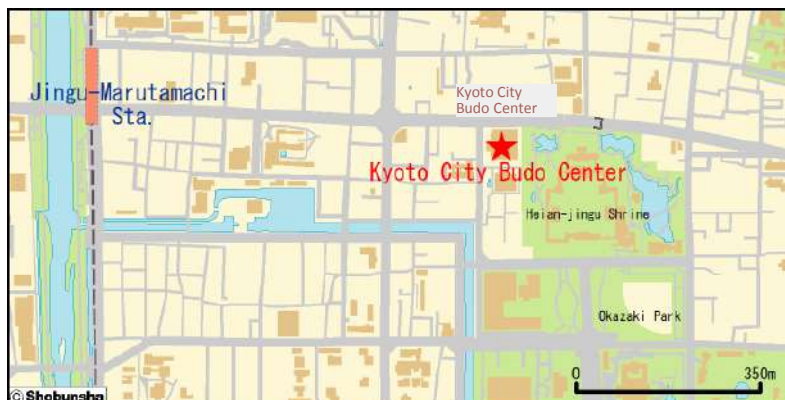 Kyoto City
Budo Center
Jingu-Marutamachi
Sta.
Kyoto City Budo Center
Heian-jingu Shrine
Okazaki Park
0 350m
© Shobunsha